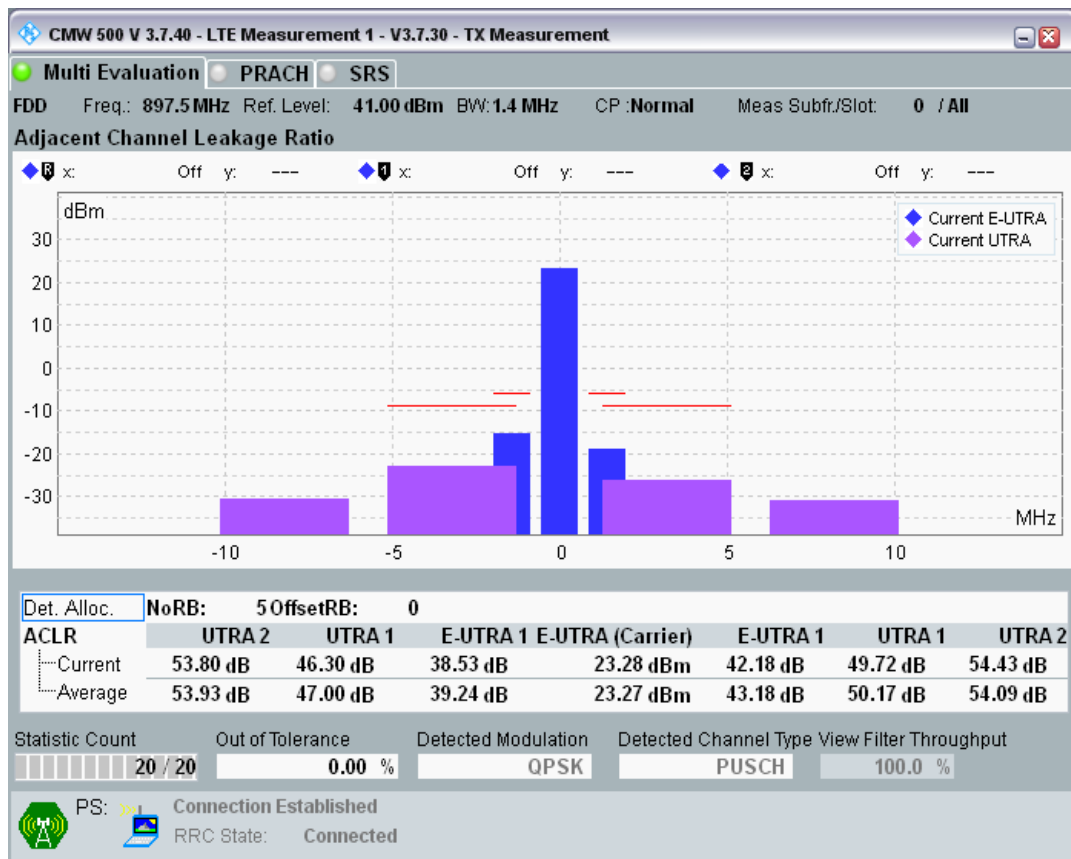 CMW 500 V 3.7.40 - LTE Measurement 1 - V3.7.30 - TX Measurement
Multi Evaluation PRACH SRS
FDD Freq.: 897.5 MHz Ref. Level: 41.00 dBm BW: 1.4 MHz CP :Normal Meas Subfr./Slot: 0 / All
Adjacent Channel Leakage Ratio
R x: Off y: --- 1 x: Off y: --- 2 x: Off y: ---
dBm
Current E-UTRA
Current UTRA
30
20
10
0
-10
-20
-30
MHz
-10 -5 0 5 10
Det. Alloc. NoRB: 5 OffsetRB: 0
ACLR UTRA 2 UTRA 1 E-UTRA 1 E-UTRA (Carrier) E-UTRA 1 UTRA 1 UTRA 2
Current 53.80 dB 46.30 dB 38.53 dB 23.28 dBm 42.18 dB 49.72 dB 54.43 dB
Average 53.93 dB 47.00 dB 39.24 dB 23.27 dBm 43.18 dB 50.17 dB 54.09 dB
Statistic Count Out of Tolerance Detected Modulation Detected Channel Type View Filter Throughput
20 / 20 0.00 % QPSK PUSCH 100.0 %
PS: Connection Established
RRC State: Connected